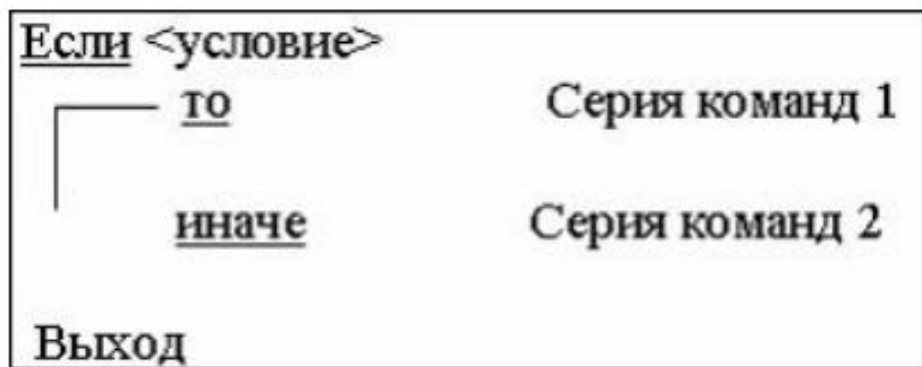 Если <условие>
то Серия команд 1
иначе Серия команд 2
Выход